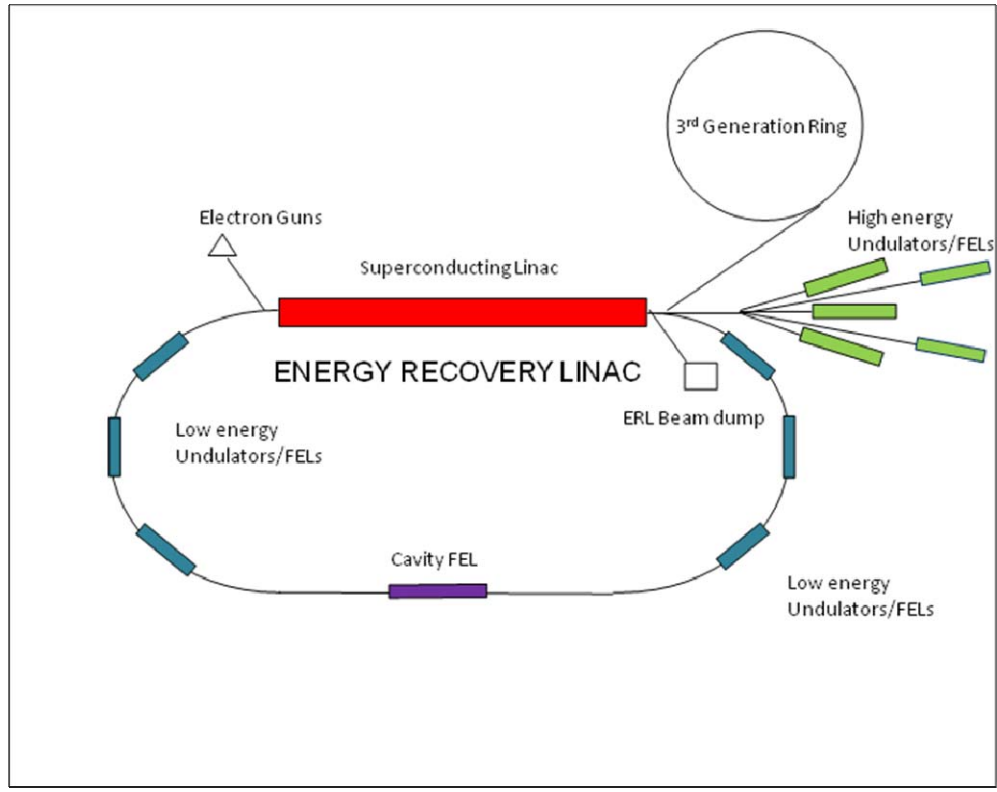 3rd Generation Ring
Electron Guns
High energy
Undulators/FELs
Superconducting Linac
ENERGY RECOVERY LINAC
ERL Beam dump
Low energy
Undulators/FELs
Cavity FEL
Low energy
Undulators/FELs